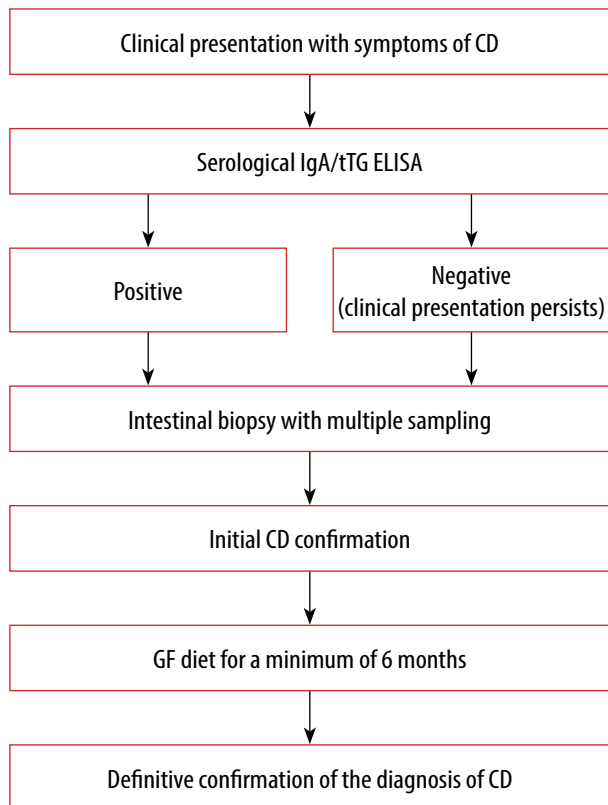 Clinical presentation with symptoms of CD
Serological IgA/tTG ELISA
Positive
Negative
(clinical presentation persists)
Intestinal biopsy with multiple sampling
Initial CD confirmation
GF diet for a minimum of 6 months
Definitive confirmation of the diagnosis of CD